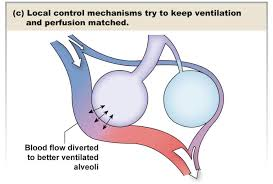 (c) Local control mechanisms try to keep ventilation
and perfusion matched.
Blood flow diverted
to better ventilated
alveoli